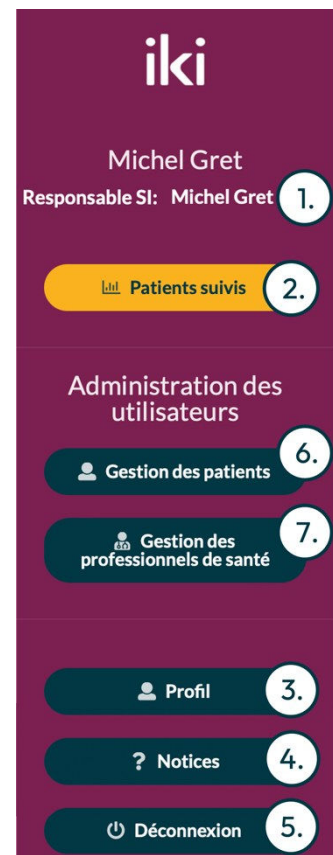 iki
Michel Gret
Responsable SI: Michel Gret 1.
Patients suivis 2.
Administration des
utilisateurs
6.
Gestion des patients
7.
Gestion des
professionnels de santé
Profil 3.
? Notices 4.
Déconnexion 5.